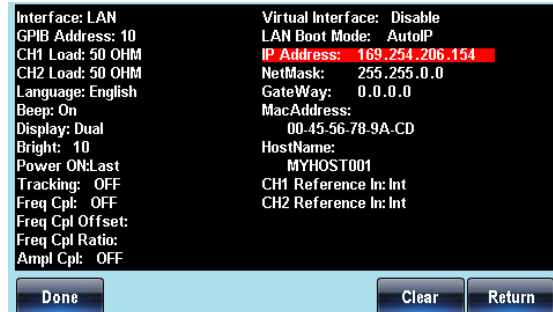 Interface: LAN
GPIB Address: 10
CH1 Load: 50 OHM
CH2 Load: 50 OHM
Language: English
Beep: On
Display: Dual
Bright: 10
Power ON:Last
Tracking: OFF
Freq Cpl: OFF
Freq Cpl Offset:
Freq Cpl Ratio:
Ampl Cpl: OFF
Virtual Interface: Disable
LAN Boot Mode: AutoIP
IP Address: 169.254.206.154
NetMask: 255.255.0.0
GateWay: 0.0.0.0
MacAddress:
00-45-56-78-9A-CD
HostName:
MYHOST001
CH1 Reference In: Int
CH2 Reference In: Int
Done
Clear
Return